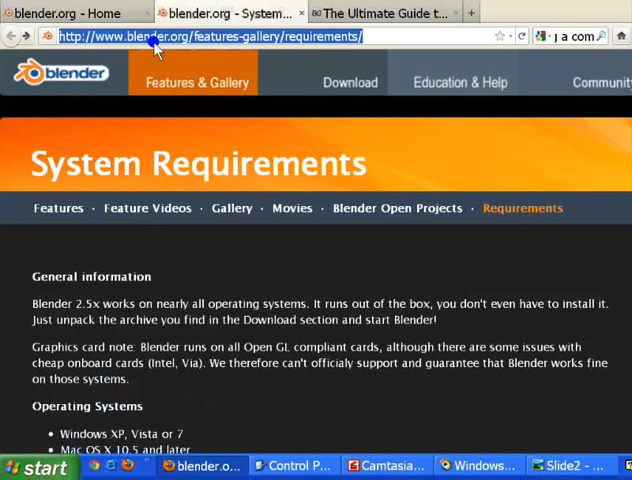 blender.org - Home
blender.org - System...
The Ultimate Guide t...
http://www.blender.org/features-gallery/requirements/
j a com
blender
Features & Gallery
Download
Education & Help
Community
System Requirements
Features · Feature Videos · Gallery · Movies · Blender Open Projects · Requirements
General information
Blender 2.5x works on nearly all operating systems. It runs out of the box, you don't even have to install it.
Just unpack the archive you find in the Download section and start Blender!
Graphics card note: Blender runs on all Open GL compliant cards, although there are some issues with
cheap onboard cards (Intel, Via). We therefore can't officialy support and guarantee that Blender works fine
on those systems.
Operating Systems
• Windows XP, Vista or 7
• Mac OS X 10.5 and later
start
blender.o...
Control P...
Camtasia...
Windows...
Slide2 - ...